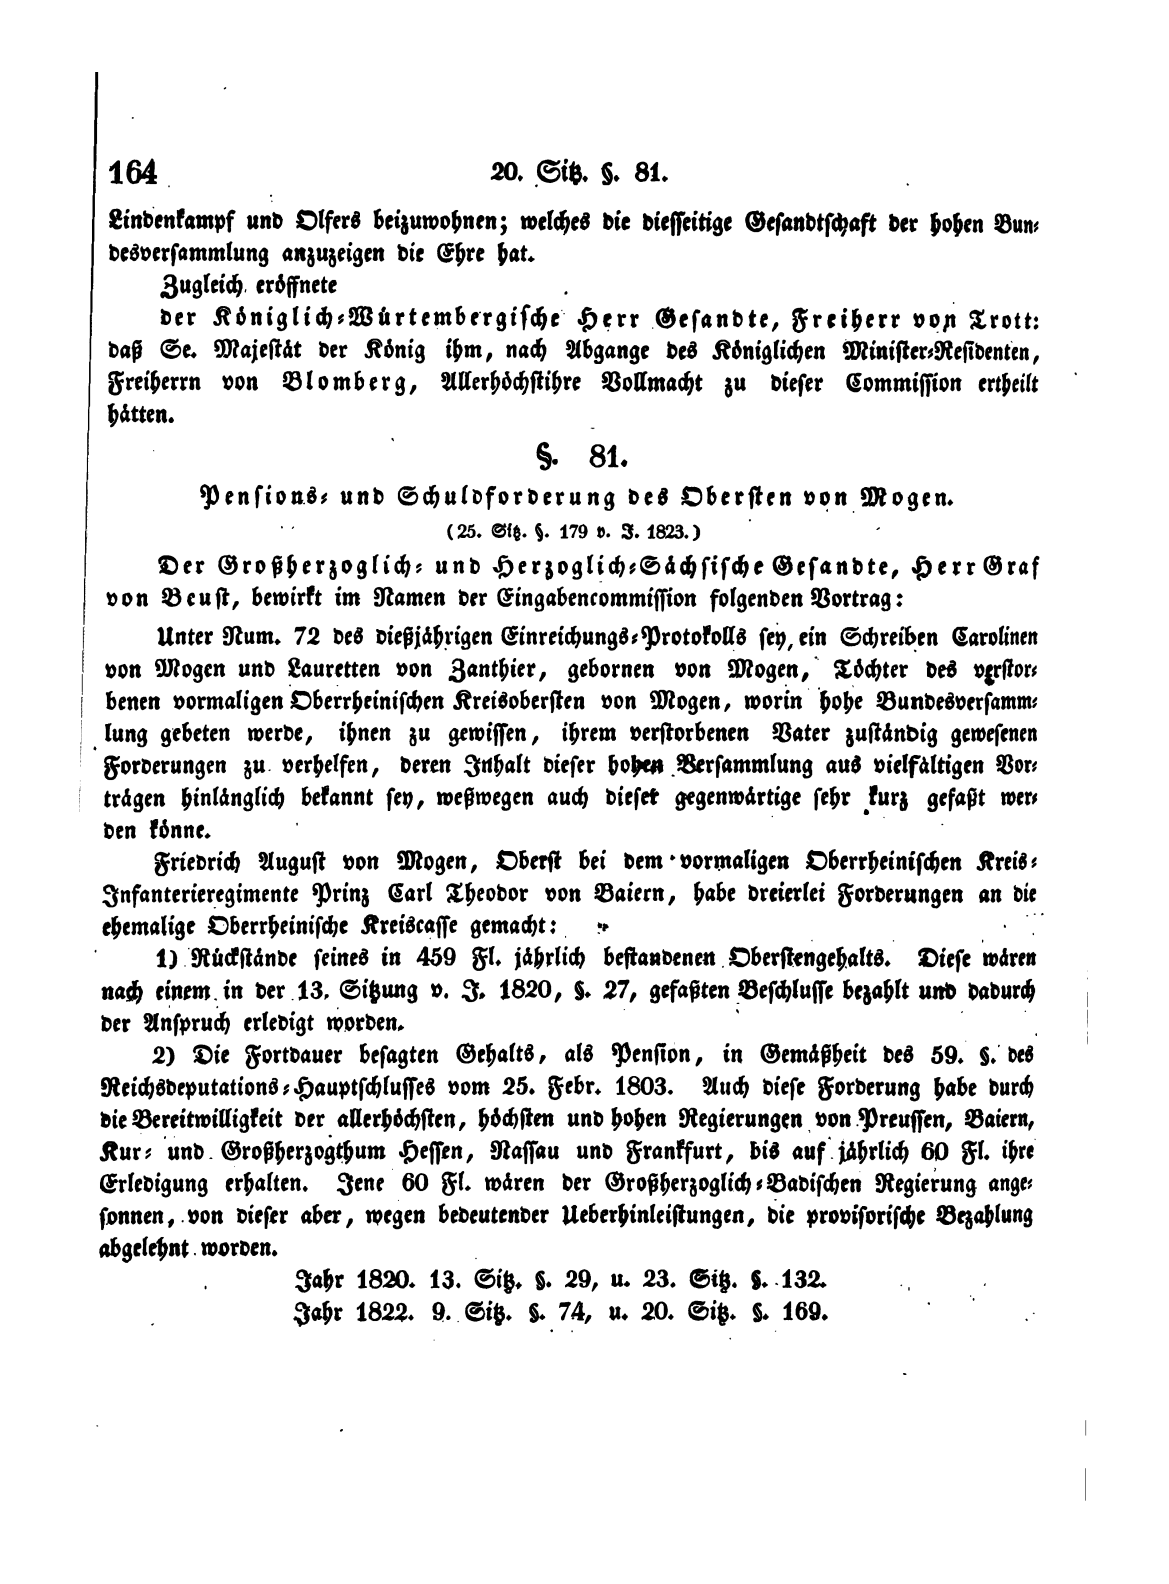 164 20. Sitz. §. 81.
Lindenkampf und Olfers beizuwohnen; welches die diesseitige Gesandtschaft der hohen Bun-
desversammlung anzuzeigen die Ehre hat.
Zugleich eröffnete
der Königlich-Würtembergische Herr Gesandte, Freiherr von Trott:
daß Se. Majestät der König ihm, nach Abgange des Königlichen Minister-Residenten,
Freiherrn von Blomberg, Allerhöchstihre Vollmacht zu dieser Commission ertheilt
hätten.
§. 81.
Pensions- und Schuldforderung des Obersten von Mogen.
(25. Sitz. §. 179 v. J. 1823.)
Der Großherzoglich- und Herzoglich-Sächsische Gesandte, Herr Graf
von Beust, bewirkt im Namen der Eingabencommission folgenden Vortrag:
Unter Num. 72 des dießjährigen Einreichungs-Protokolls sey, ein Schreiben Carolinen
von Mogen und Lauretten von Zanthier, gebornen von Mogen, Töchter des verstor-
benen vormaligen Oberrheinischen Kreisobersten von Mogen, worin hohe Bundesversamm-
lung gebeten werde, ihnen zu gewissen, ihrem verstorbenen Vater zuständig gewesenen
Forderungen zu verhelfen, deren Inhalt dieser hohen Versammlung aus vielfältigen Vor-
trägen hinlänglich bekannt sey, weßwegen auch dieser gegenwärtige sehr kurz gefaßt wer-
den könne.
Friedrich August von Mogen, Oberst bei dem vormaligen Oberrheinischen Kreis-
Infanterieregimente Prinz Carl Theodor von Baiern, habe dreierlei Forderungen an die
ehemalige Oberrheinische Kreiscasse gemacht:
1) Rückstände seines in 459 Fl. jährlich bestandenen Oberstengehalts. Diese wären
nach einem in der 13. Sitzung v. J. 1820, §. 27, gefaßten Beschlusse bezahlt und dadurch
der Anspruch erledigt worden.
2) Die Fortdauer besagten Gehalts, als Pension, in Gemäßheit des 59. §. des
Reichsdeputations-Hauptschlusses vom 25. Febr. 1803. Auch diese Forderung habe durch
die Bereitwilligkeit der allerhöchsten, höchsten und hohen Regierungen von Preussen, Baiern,
Kur- und Großherzogthum Hessen, Nassau und Frankfurt, bis auf jährlich 60 Fl. ihre
Erledigung erhalten. Jene 60 Fl. wären der Großherzoglich-Badischen Regierung ange-
sonnen, von dieser aber, wegen bedeutender Ueberhinleistungen, die provisorische Bezahlung
abgelehnt worden.
Jahr 1820. 13. Sitz. §. 29, u. 23. Sitz. §. 132.
Jahr 1822. 9. Sitz. §. 74, u. 20. Sitz. §. 169.